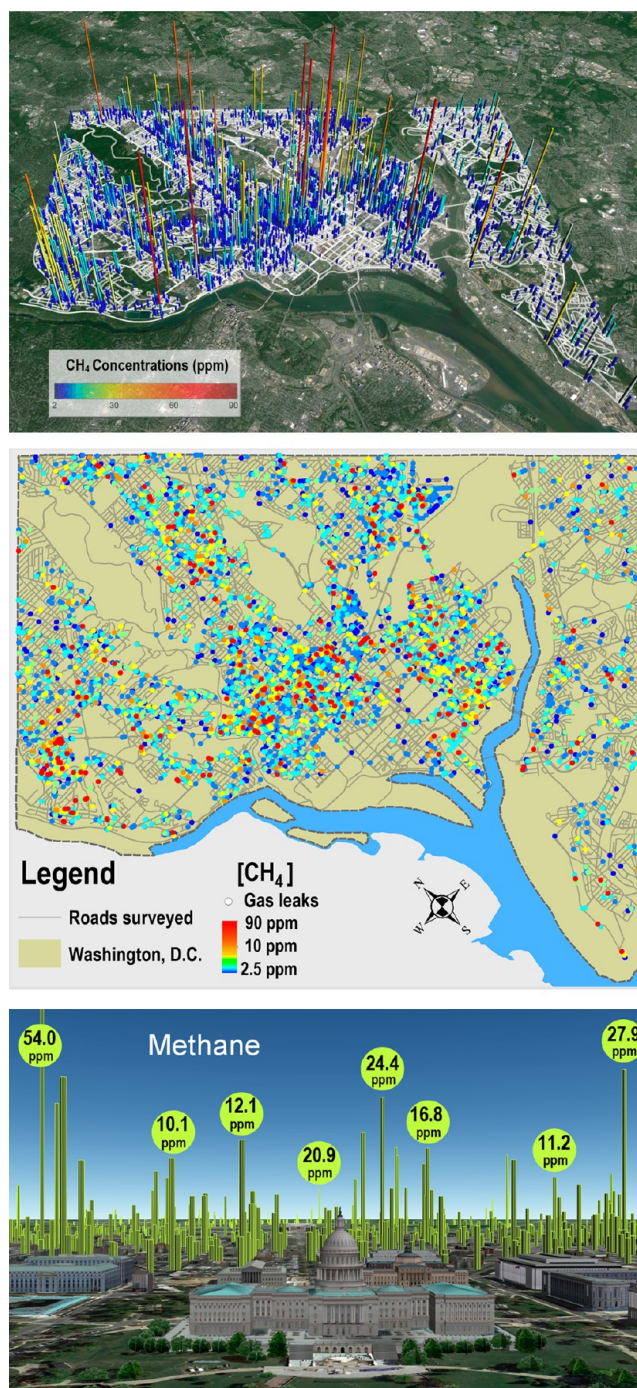 CH₄ Concentrations (ppm)
2 30 60 90
Legend
Roads surveyed
Washington, D.C.
[CH₄]
Gas leaks
90 ppm
10 ppm
2.5 ppm
N
E
W
S
54.0
ppm
Methane
10.1
ppm
12.1
ppm
20.9
ppm
24.4
ppm
16.8
ppm
11.2
ppm
27.9
ppm